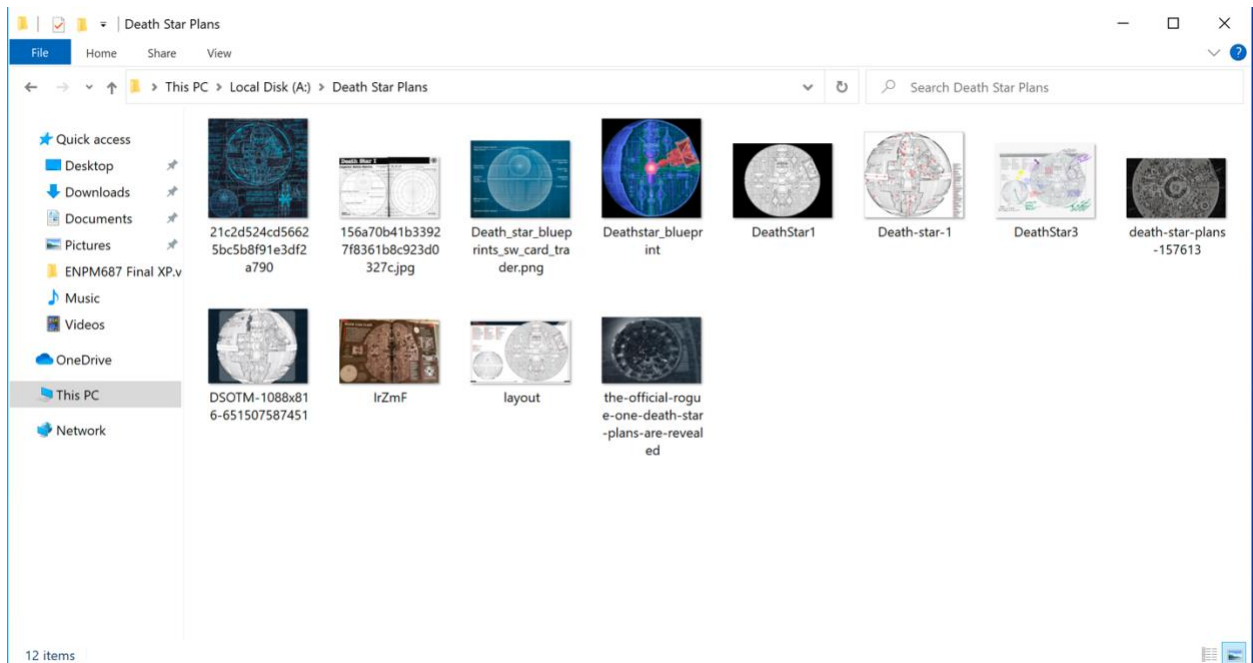 Death Star Plans
File Home Share View
This PC > Local Disk (A:) > Death Star Plans
Search Death Star Plans
Quick access
Desktop
Downloads
Documents
Pictures
ENPM687 Final XP.v
Music
Videos
OneDrive
This PC
Network
21c2d524cd5662
5bc5b8f91e3df2
a790
156a70b41b3392
7f8361b8c923d0
327c.jpg
Death_star_bluep
rints_sw_card_tra
der.png
Deathstar_bluepr
int
DeathStar1
Death-star-1
DeathStar3
death-star-plans
-157613
Death Star I
DSOTM-1088x81
6-651507587451
IrZmF
layout
the-official-rogu
e-one-death-star
-plans-are-reveal
ed
12 items